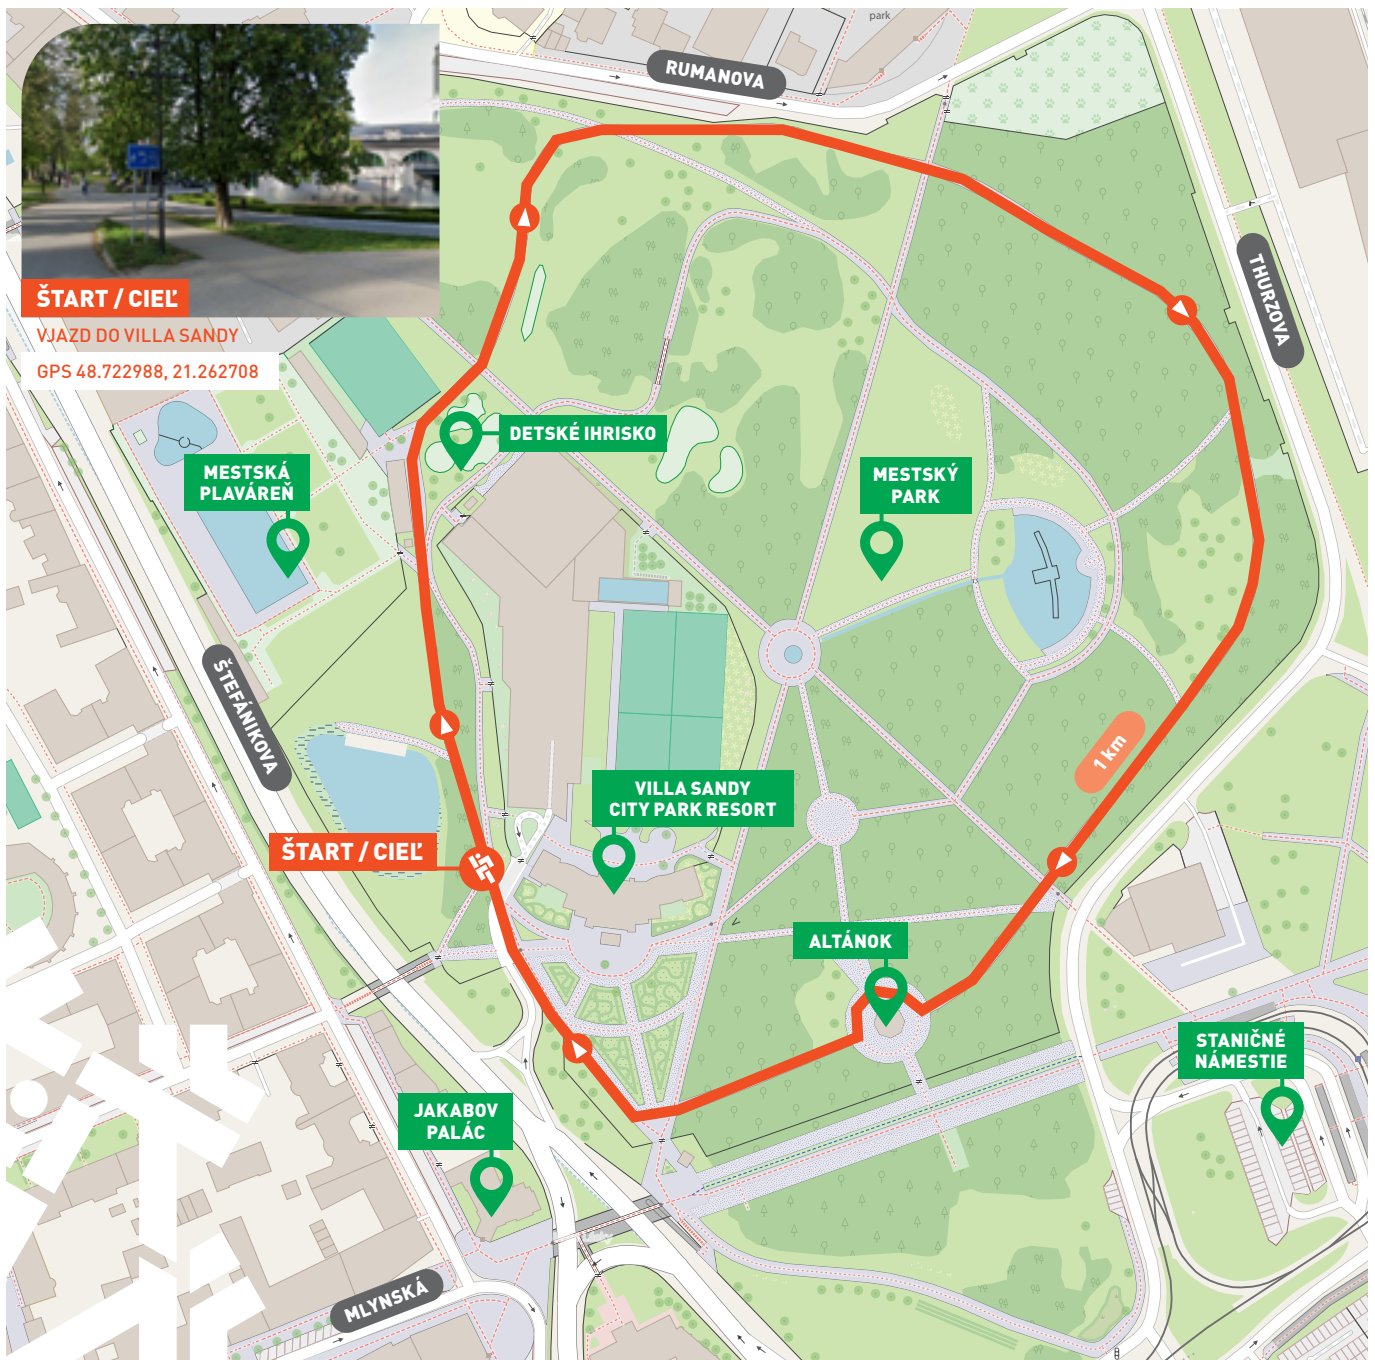 park
RUMANOVA
THURZOVA
ŠTART / CIEĽ
VJAZD DO VILLA SANDY
GPS 48.722988, 21.262708
DETSKÉ IHRISKO
MESTSKÁ
PLAVÁREŇ
MESTSKÝ
PARK
ŠTEFÁNIKOVA
1 km
VILLA SANDY
CITY PARK RESORT
ŠTART / CIEĽ
ALTÁNOK
STANIČNÉ
NÁMESTIE
JAKABOV
PALÁC
MLYNSKÁ